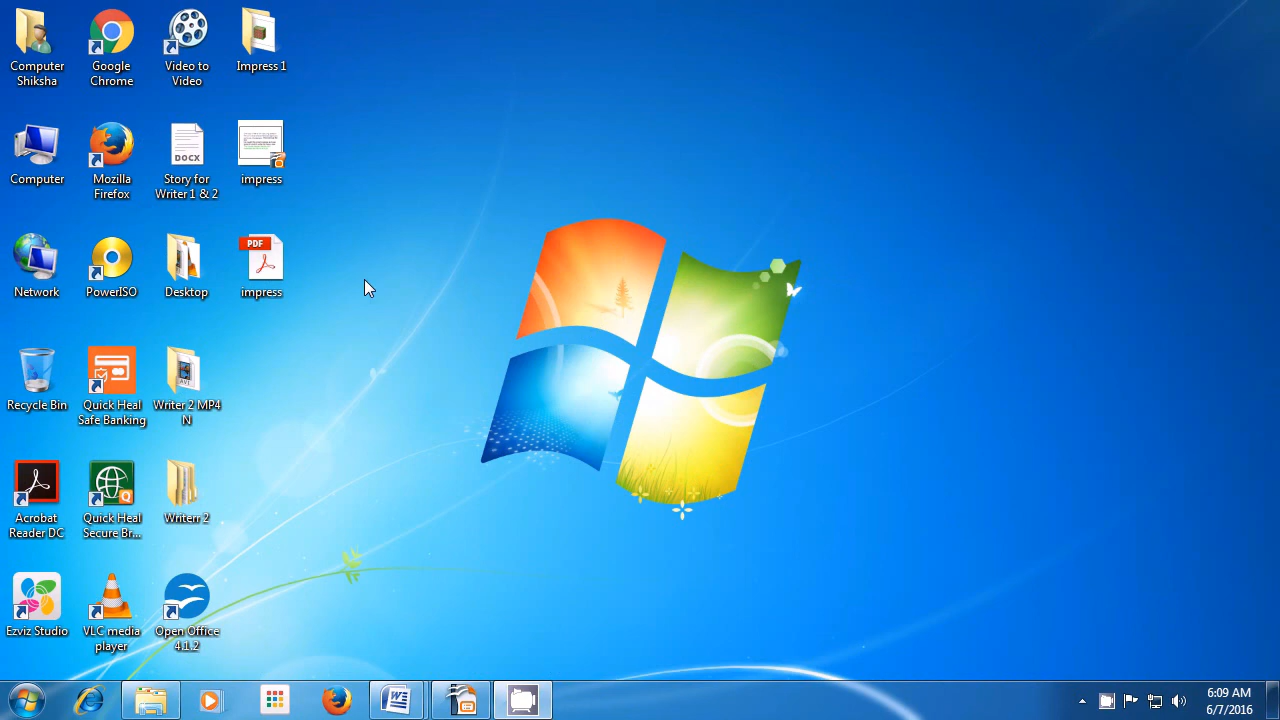 Computer
Shiksha
Google
Chrome
Video to
Video
Impress 1
Computer
Mozilla
Firefox
DOCX
Story for
Writer 1 & 2
impress
Network
PowerISO
Desktop
PDF
impress
Recycle Bin
Quick Heal
Safe Banking
Writer 2 MP4
N
Acrobat
Reader DC
Quick Heal
Secure Br...
Writerr 2
Ezviz Studio
VLC media
player
Open Office
4.1.2
6:09 AM
6/7/2016